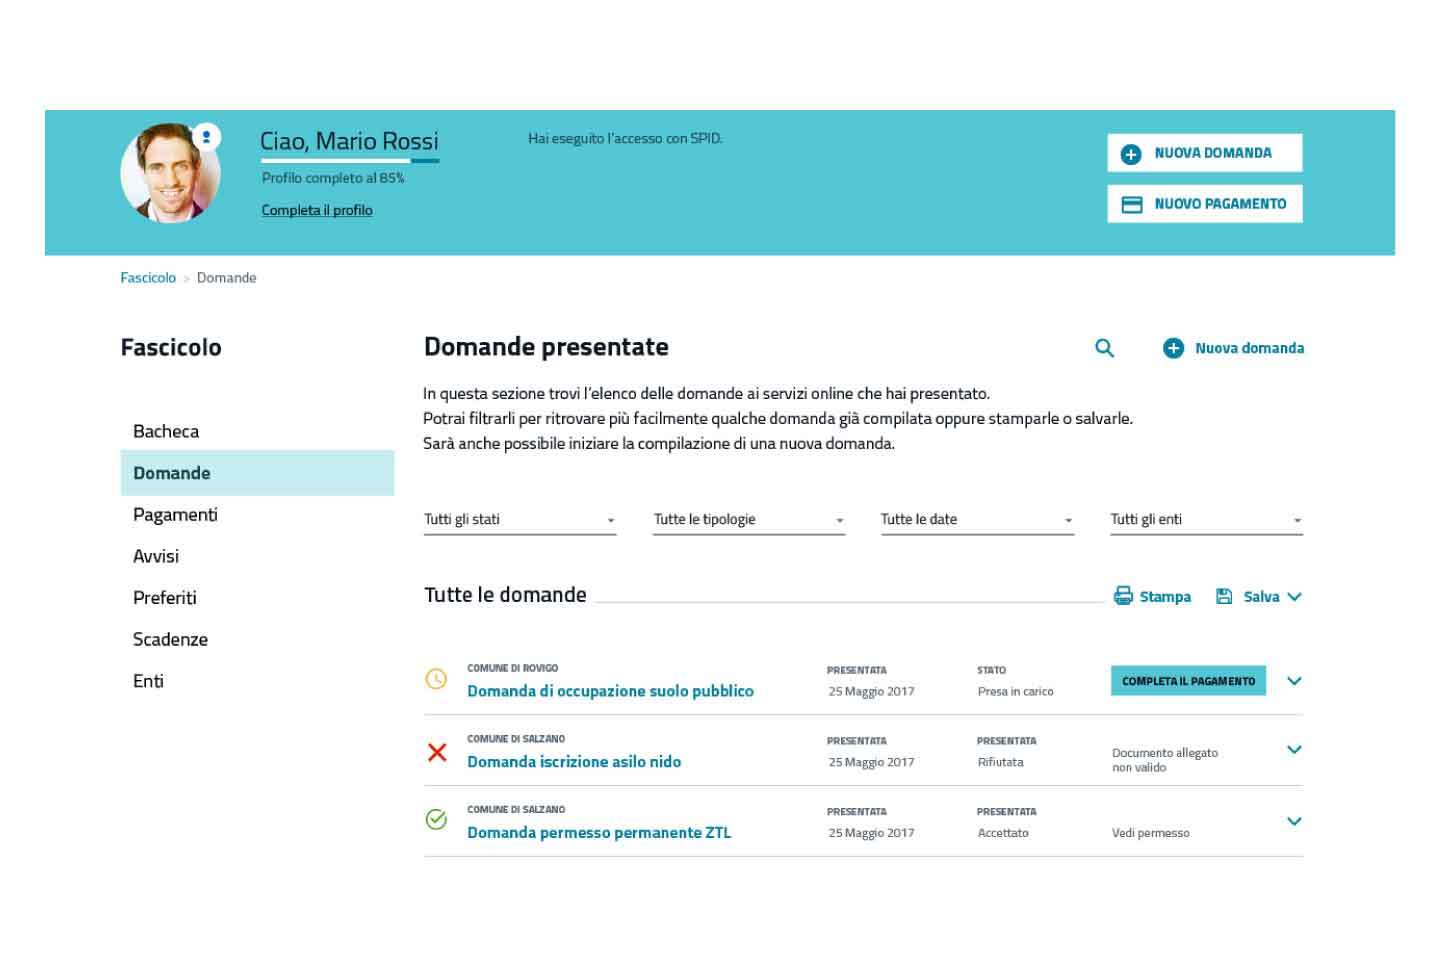 Ciao, Mario Rossi
Profilo completo al 85%
Completa il profilo
Hai eseguito l'accesso con SPID.
NUOVA DOMANDA
NUOVO PAGAMENTO
Fascicolo > Domande
Fascicolo
Bacheca
Domande
Pagamenti
Avvisi
Preferiti
Scadenze
Enti
Domande presentate
Nuova domanda
In questa sezione trovi l'elenco delle domande ai servizi online che hai presentato.
Potrai filtrarli per ritrovare più facilmente qualche domanda già compilata oppure stamparle o salvarle.
Sarà anche possibile iniziare la compilazione di una nuova domanda.
Tutti gli stati
Tutte le tipologie
Tutte le date
Tutti gli enti
Tutte le domande
Stampa
Salva
COMUNE DI ROVIGO
Domanda di occupazione suolo pubblico
PRESENTATA
25 Maggio 2017
STATO
Presa in carico
COMPLETA IL PAGAMENTO
COMUNE DI SALZANO
Domanda iscrizione asilo nido
PRESENTATA
25 Maggio 2017
PRESENTATA
Rifiutata
Documento allegato
non valido
COMUNE DI SALZANO
Domanda permesso permanente ZTL
PRESENTATA
25 Maggio 2017
PRESENTATA
Accettato
Vedi permesso